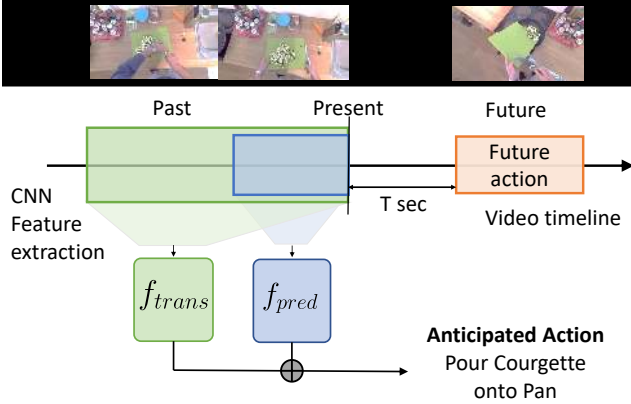 Past
Present
Future
Future
action
T sec
Video timeline
CNN
Feature
extraction
f_trans
f_pred
Anticipated Action
Pour Courgette
onto Pan